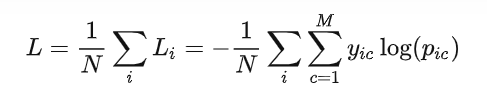 L = \frac{1}{N} \sum_{i} L_i = -\frac{1}{N} \sum_{i} \sum_{c=1}^{M} y_{ic} \log(p_{ic})